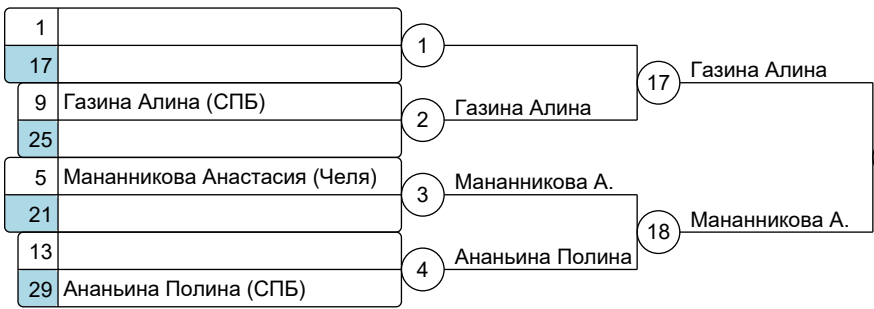 1
17
1
9 Газина Алина (СПБ)
25
2
Газина Алина
17
Газина Алина
5 Мананникова Анастасия (Челя)
21
3
Мананникова А.
13
29 Ананьина Полина (СПБ)
4
Ананьина Полина
18
Мананникова А.